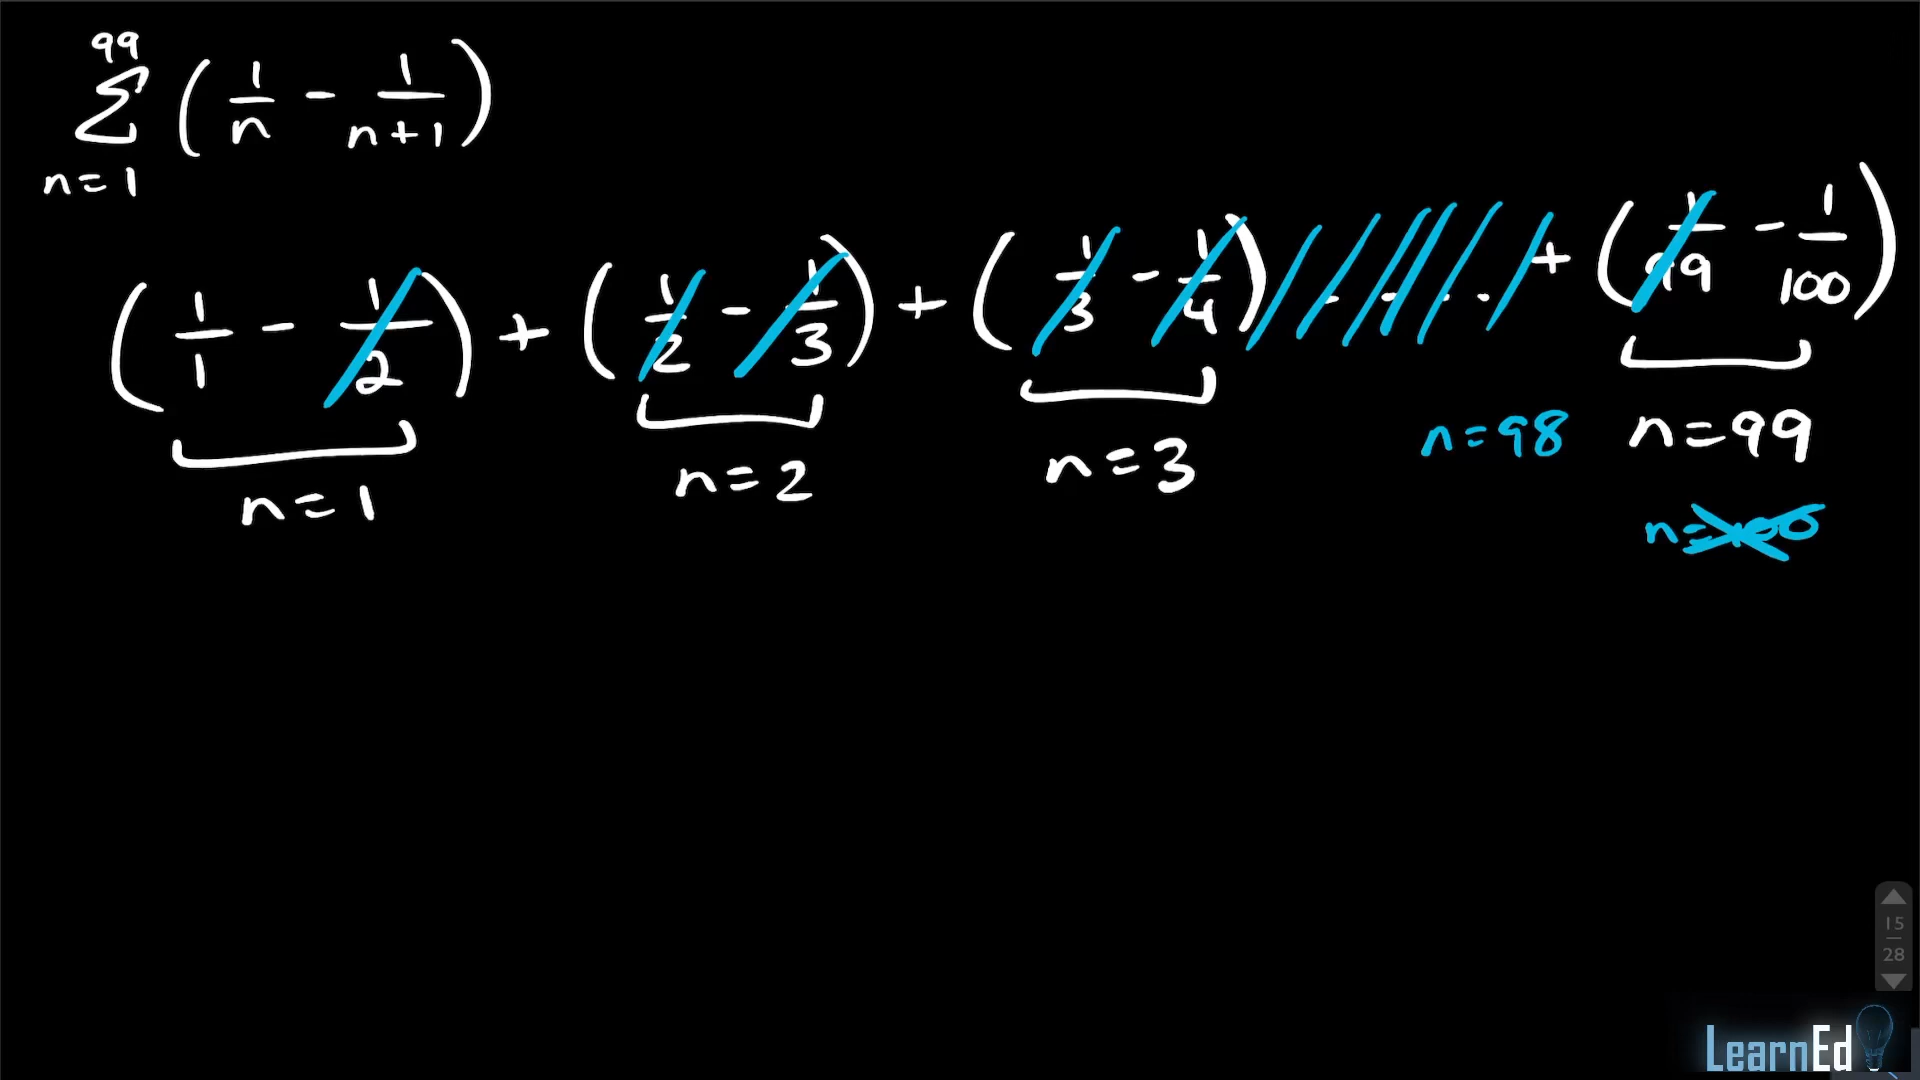 99
∑ (1/n - 1/(n+1))
n=1
(1/1 - 1/2) + (1/2 - 1/3) + (1/3 - 1/4) . . . + (1/99 - 1/100)
n=1 n=2 n=3 n=98 n=99
n=100
15
28
LearnEd